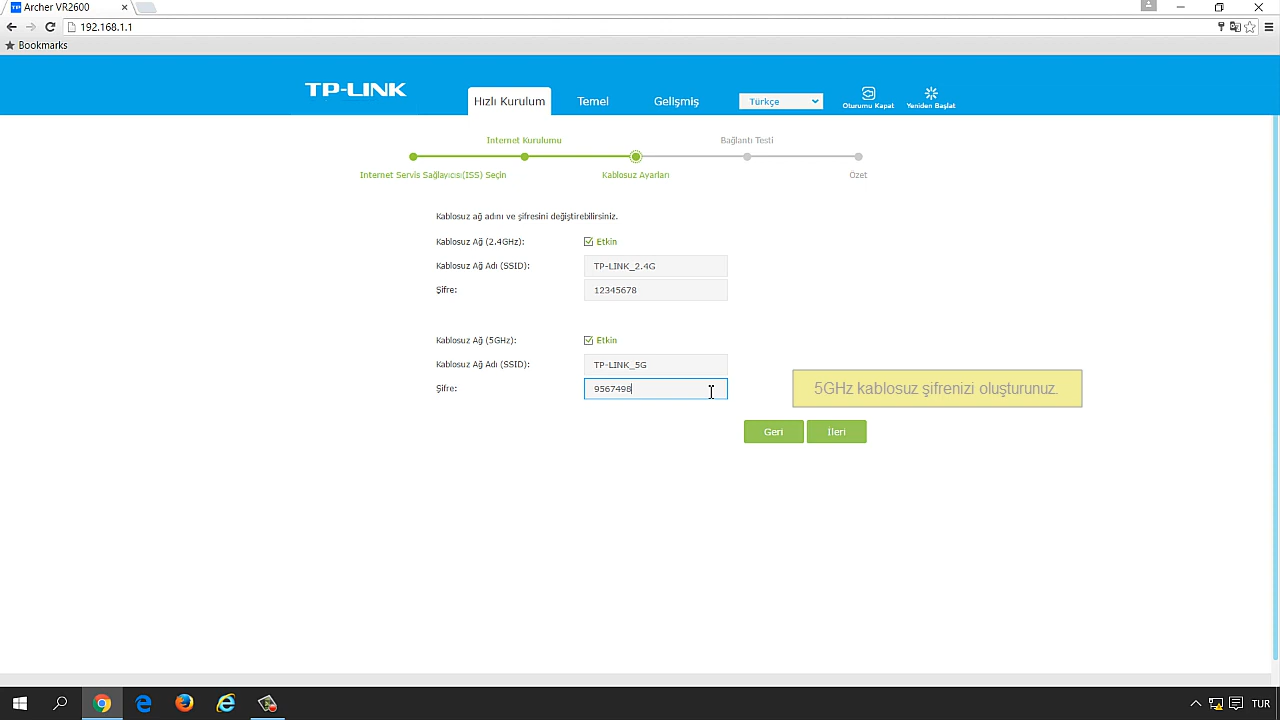 Archer VR2600
192.168.1.1
Bookmarks
TP-LINK
Hızlı Kurulum
Temel
Gelişmiş
Türkçe
Oturumu Kapat
Yeniden Başlat
Internet Kurulumu
Bağlantı Testi
Internet Servis Sağlayıcısı(ISS) Seçin
Kablosuz Ayarları
Özet
Kablosuz ağ adını ve şifresini değiştirebilirsiniz.
Kablosuz Ağ (2.4GHz):
Etkin
Kablosuz Ağ Adı (SSID):
TP-LINK_2.4G
Şifre:
12345678
Kablosuz Ağ (5GHz):
Etkin
Kablosuz Ağ Adı (SSID):
TP-LINK_5G
Şifre:
9567498
5GHz kablosuz şifrenizi oluşturunuz.
Geri
İleri
TUR